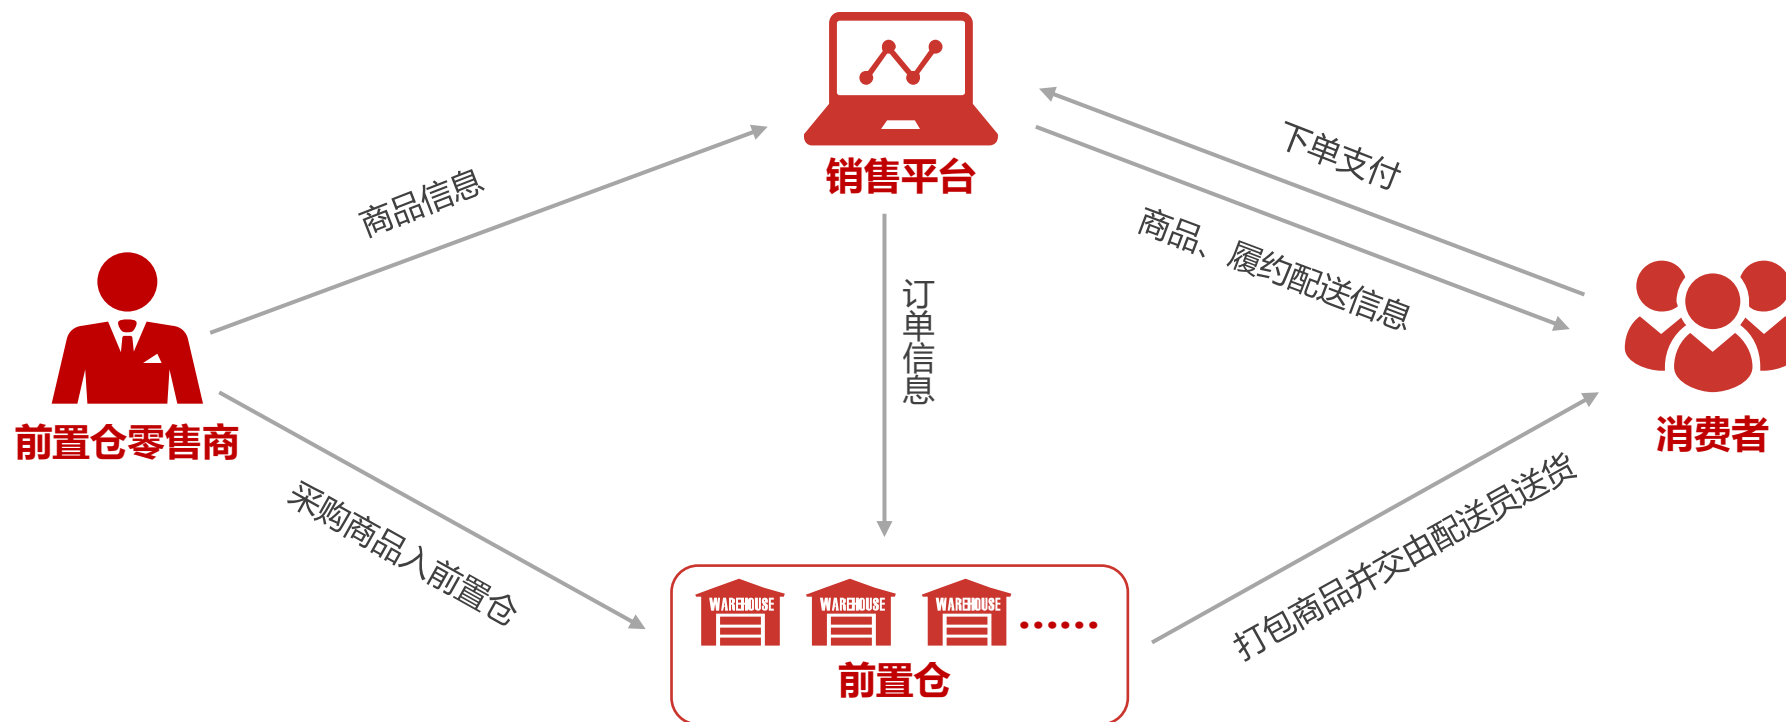 销售平台
下单支付
商品信息
商品、履约配送信息
订单信息
前置仓零售商
消费者
采购商品入前置仓
打包商品并交由配送员送货
WAREHOUSE
WAREHOUSE
WAREHOUSE
......
前置仓